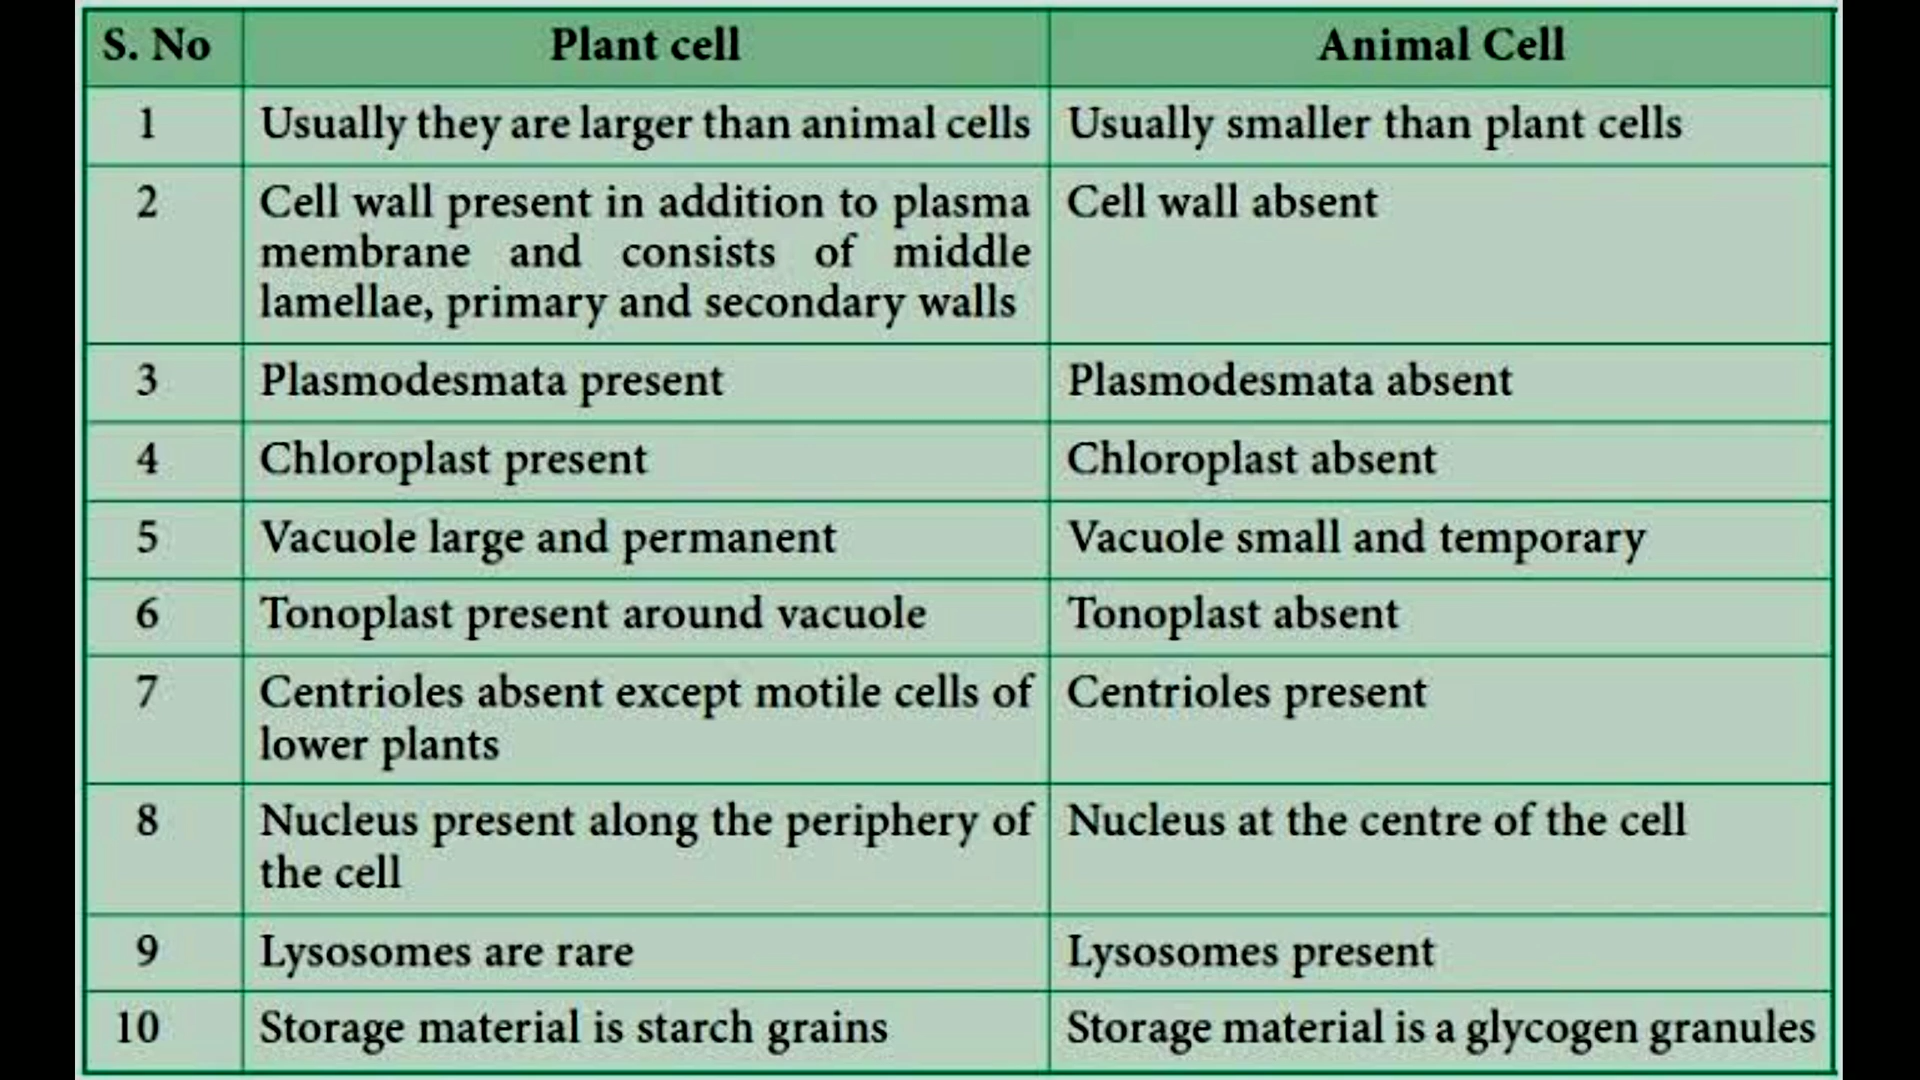 S. No Plant cell Animal Cell
1 Usually they are larger than animal cells Usually smaller than plant cells
2 Cell wall present in addition to plasma Cell wall absent
membrane and consists of middle
lamellae, primary and secondary walls
3 Plasmodesmata present Plasmodesmata absent
4 Chloroplast present Chloroplast absent
5 Vacuole large and permanent Vacuole small and temporary
6 Tonoplast present around vacuole Tonoplast absent
7 Centrioles absent except motile cells of Centrioles present
lower plants
8 Nucleus present along the periphery of Nucleus at the centre of the cell
the cell
9 Lysosomes are rare Lysosomes present
10 Storage material is starch grains Storage material is a glycogen granules